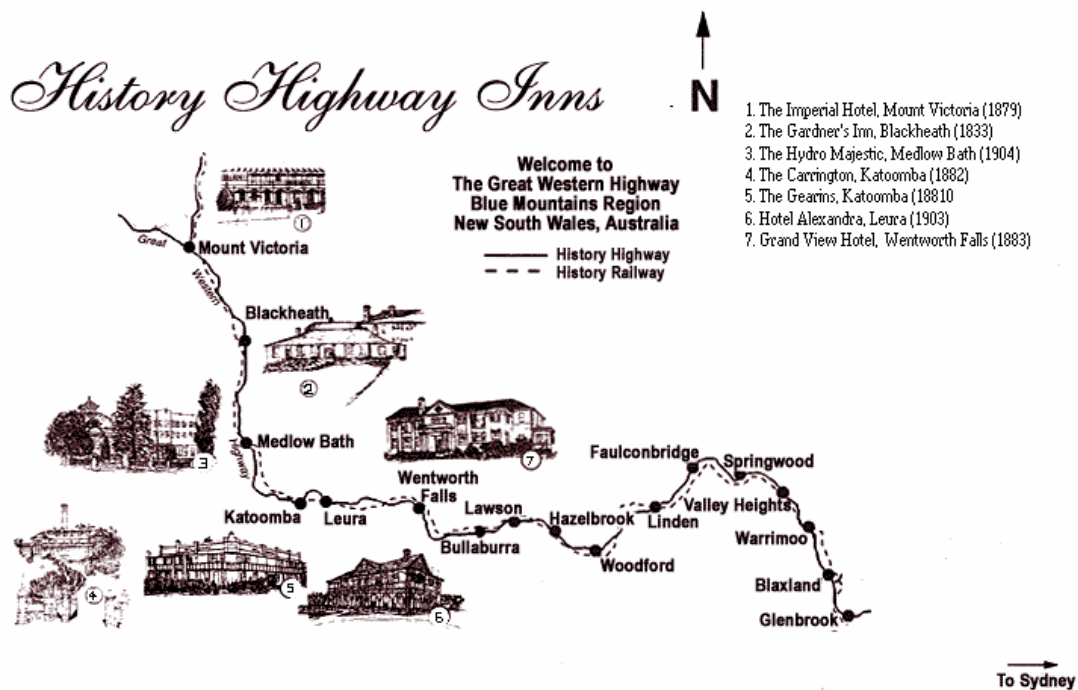 History Highway Inns
N
1. The Imperial Hotel, Mount Victoria (1879)
2. The Gardner's Inn, Blackheath (1833)
3. The Hydro Majestic, Medlow Bath (1904)
4. The Carrington, Katoomba (1882)
5. The Gearins, Katoomba (18810
6. Hotel Alexandra, Leura (1903)
7. Grand View Hotel, Wentworth Falls (1883)
Welcome to
The Great Western Highway
Blue Mountains Region
New South Wales, Australia
History Highway
History Railway
1
Great
Mount Victoria
Western
Blackheath
2
3
Highway
Medlow Bath
7
Wentworth
Falls
Katoomba
Leura
Bullaburra
Lawson
Hazelbrook
Woodford
Linden
Faulconbridge
Springwood
Valley Heights
Warrimoo
Blaxland
Glenbrook
4
5
6
To Sydney